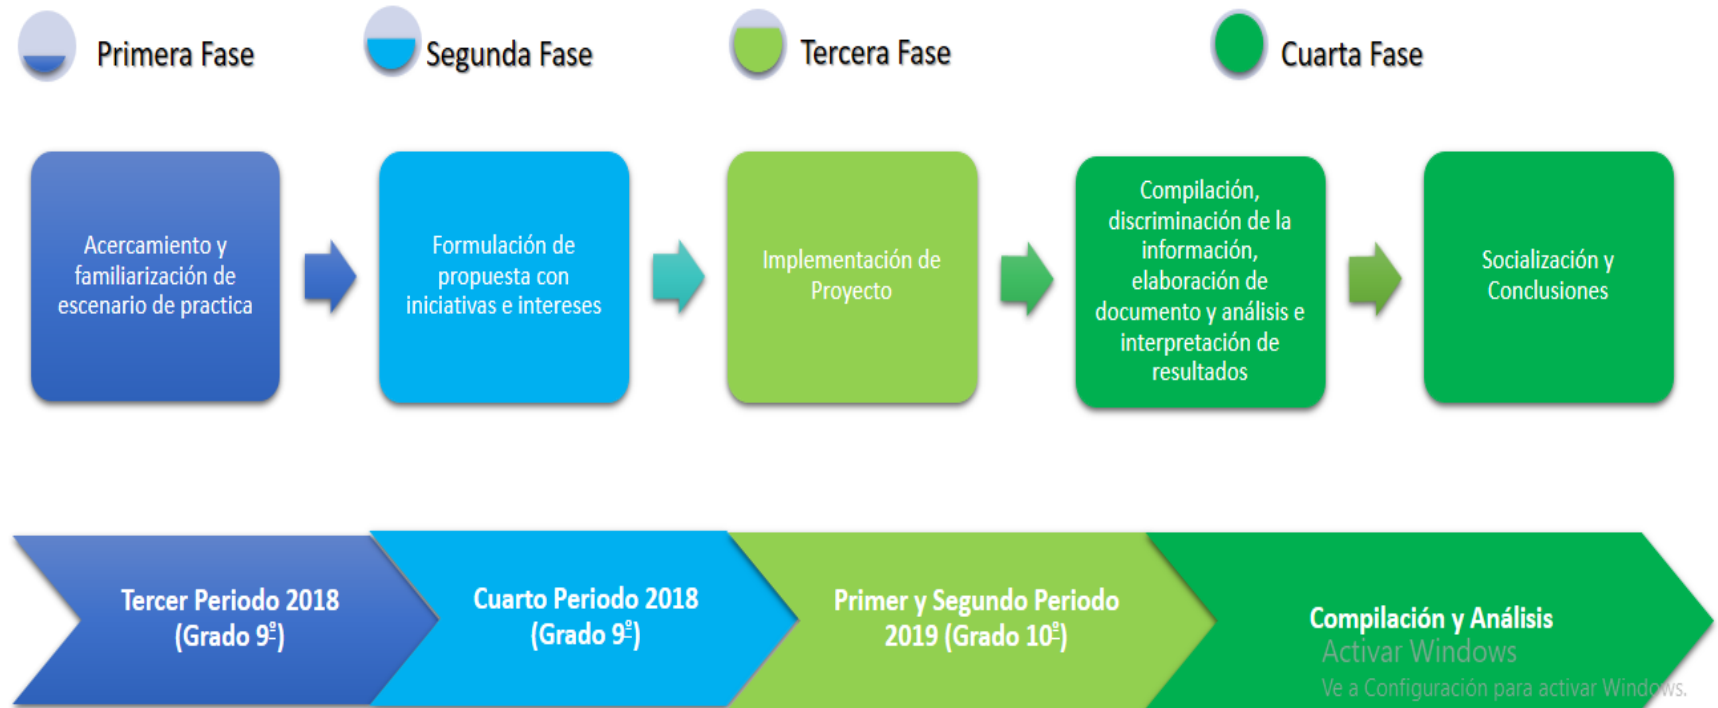 Primera Fase
Segunda Fase
Tercera Fase
Cuarta Fase
Acercamiento y
familiarización de
escenario de practica
Formulación de
propuesta con
iniciativas e intereses
Implementación de
Proyecto
Compilación,
discriminación de la
información,
elaboración de
documento y análisis e
interpretación de
resultados
Socialización y
Conclusiones
Tercer Periodo 2018
(Grado 9º)
Cuarto Periodo 2018
(Grado 9º)
Primer y Segundo Periodo
2019 (Grado 10º)
Compilación y Análisis
Activar Windows
Ve a Configuración para activar Windows.